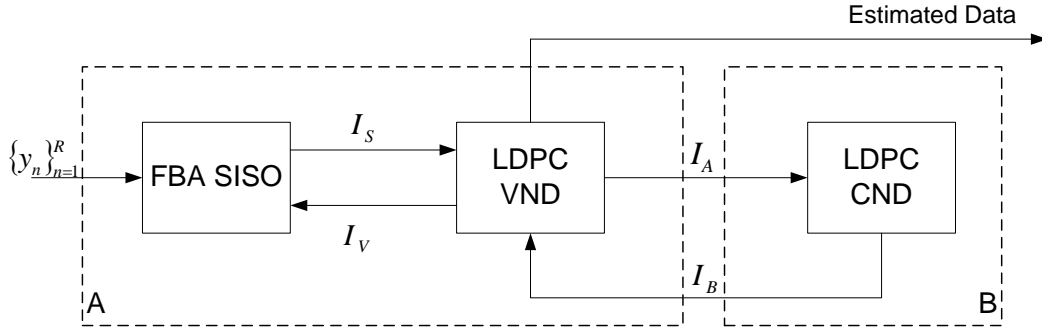 Estimated Data
{y_n}_{n=1}^R
FBA SISO
I_S
I_V
LDPC
VND
I_A
LDPC
CND
I_B
A
B